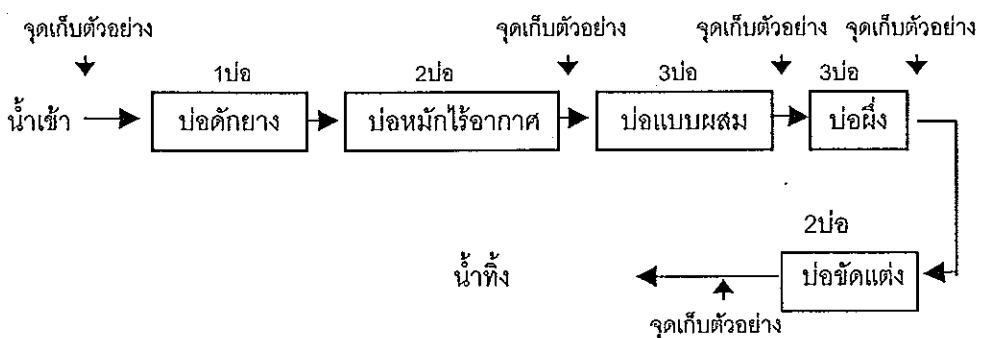 จุดเก็บตัวอย่าง จุดเก็บตัวอย่าง จุดเก็บตัวอย่าง จุดเก็บตัวอย่าง
1บ่อ 2บ่อ 3บ่อ 3บ่อ
น้ำเข้า บ่อดักยาง บ่อหมักไร้อากาศ บ่อแบบผสม บ่อผึ่ง
2บ่อ
น้ำทิ้ง บ่อขัดแต่ง
จุดเก็บตัวอย่าง